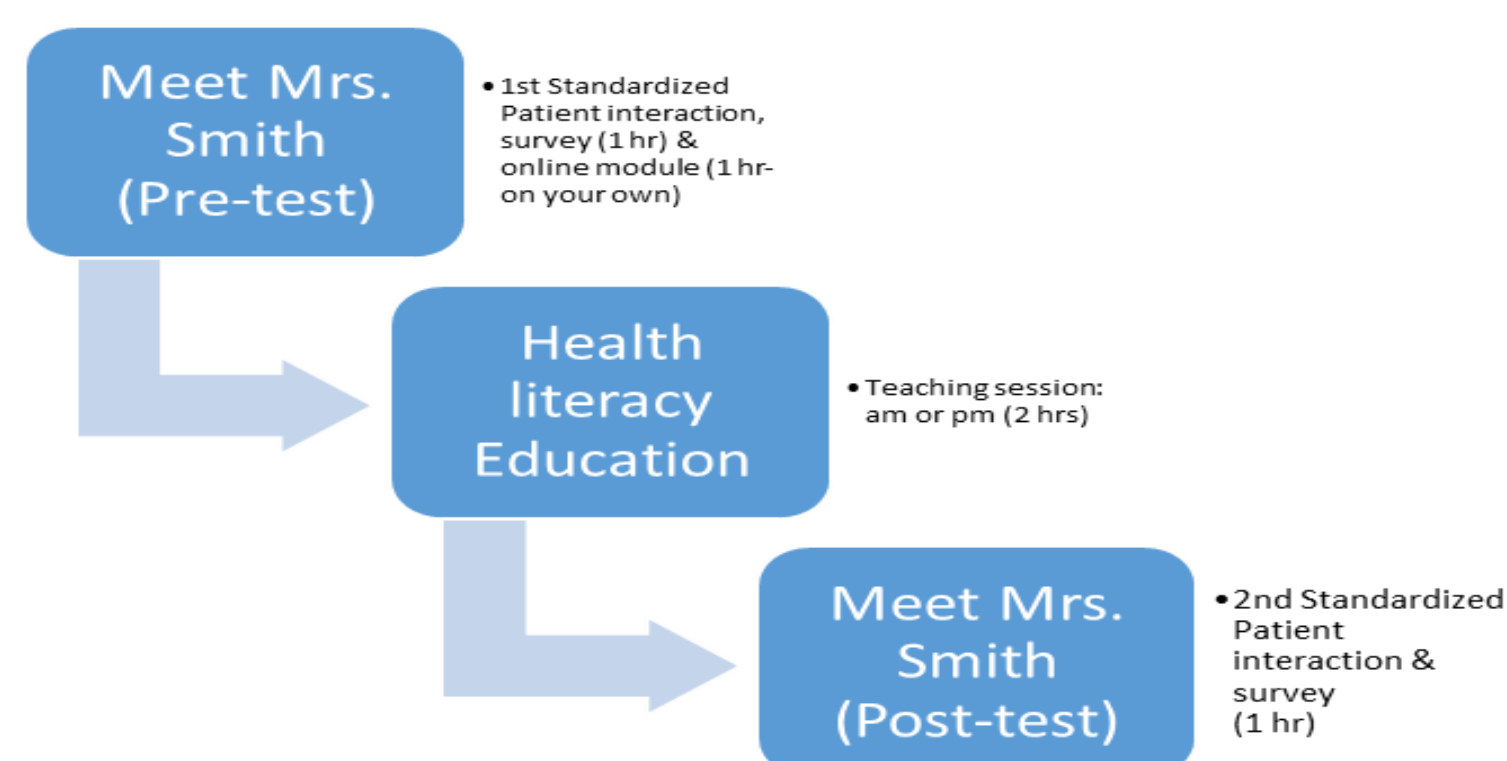 Meet Mrs.
Smith
(Pre-test)
• 1st Standardized
Patient interaction,
survey (1 hr) &
online module (1 hr-
on your own)
Health
literacy
Education
• Teaching session:
am or pm (2 hrs)
Meet Mrs.
Smith
(Post-test)
• 2nd Standardized
Patient
interaction &
survey
(1 hr)